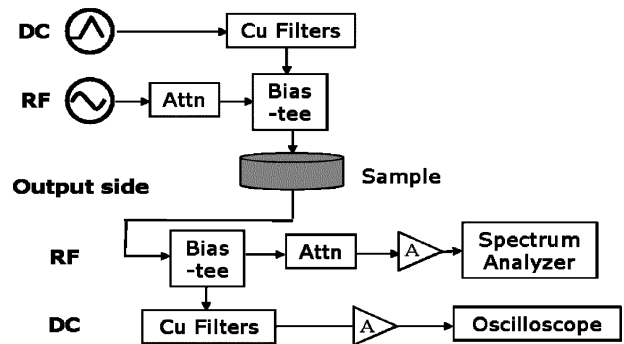 DC
Cu Filters
RF
Attn
Bias
-tee
Sample
Output side
RF
Bias
-tee
Attn
A
Spectrum
Analyzer
DC
Cu Filters
A
Oscilloscope